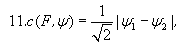 11.c(F,ψ) = 1/√2 | ψ₁ − ψ₂ |,